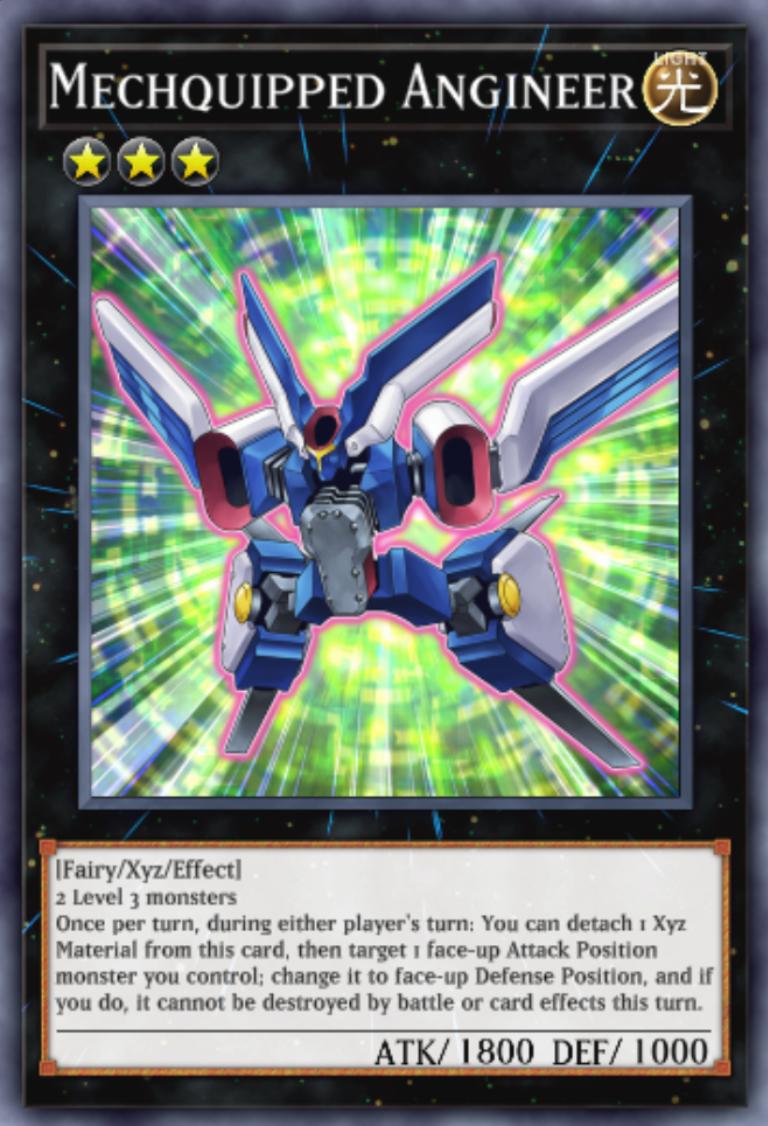 Mechquipped Angineer
LIGHT
光
[Fairy/Xyz/Effect]
2 Level 3 monsters
Once per turn, during either player's turn: You can detach 1 Xyz
Material from this card, then target 1 face-up Attack Position
monster you control; change it to face-up Defense Position, and if
you do, it cannot be destroyed by battle or card effects this turn.
ATK/ 1800 DEF/ 1000